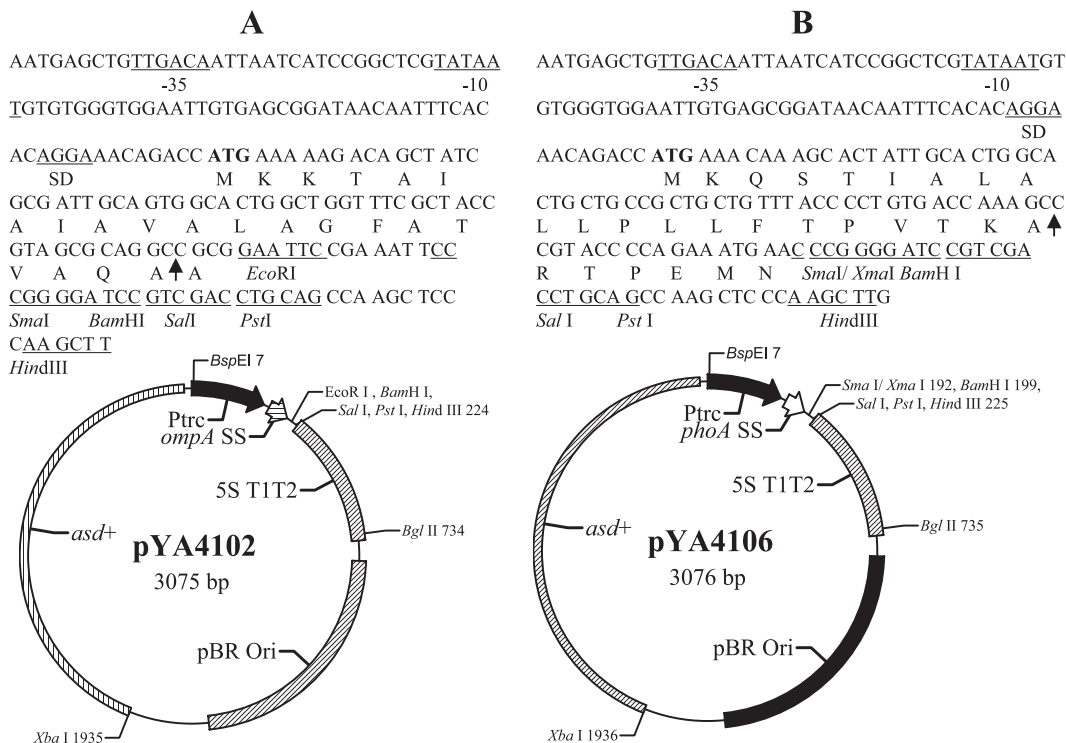 A
AATGAGCTGTTGACAATTAATCATCCGGCTCGTATAA
-35 -10
TGTGTGGGTGGAATTGTGAGCGGATAACAATTTCAC
ACAGGAAACAGACC ATG AAA AAG ACA GCT ATC
SD M K K T A I
GCG ATT GCA GTG GCA CTG GCT GGT TTC GCT ACC
A I A V A L A G F A T
GTA GCG CAG GCC GCG GAA TTC CGA AAT TCC
V A Q A A EcoRI
CGG GGA TCC GTC GAC CTG CAG CCA AGC TCC
SmaI BamHI SalI PstI
CAA GCT T
HindIII
BspEI 7
Ptrc
ompA SS
EcoR I , BamH I,
Sal I, Pst I, Hind III 224
5S T1T2
Bgl II 734
asd+
pYA4102
3075 bp
pBR Ori
Xba I 1935
B
AATGAGCTGTTGACAATTAATCATCCGGCTCGTATAATGT
-35 -10
GTGGGTGGAATTGTGAGCGGATAACAATTTCACACAGGA
SD
AACAGACC ATG AAA CAA AGC ACT ATT GCA CTG GCA
M K Q S T I A L A
CTG CTG CCG CTG CTG TTT ACC CCT GTG ACC AAA GCC
L L P L L F T P V T K A
CGT ACC CCA GAA ATG AAC CCC GGG GAT CCG TCGA
R T P E M N SmaI/ XmaI BamH I
CCT GCA GCC AAG CTC CCA AGC TTG
Sal I Pst I HindIII
BspEI 7
Ptrc
phoA SS
Sma I/ Xma I 192, BamH I 199,
Sal I, Pst I, Hind III 225
5S T1T2
Bgl II 735
asd+
pYA4106
3076 bp
pBR Ori
Xba I 1936